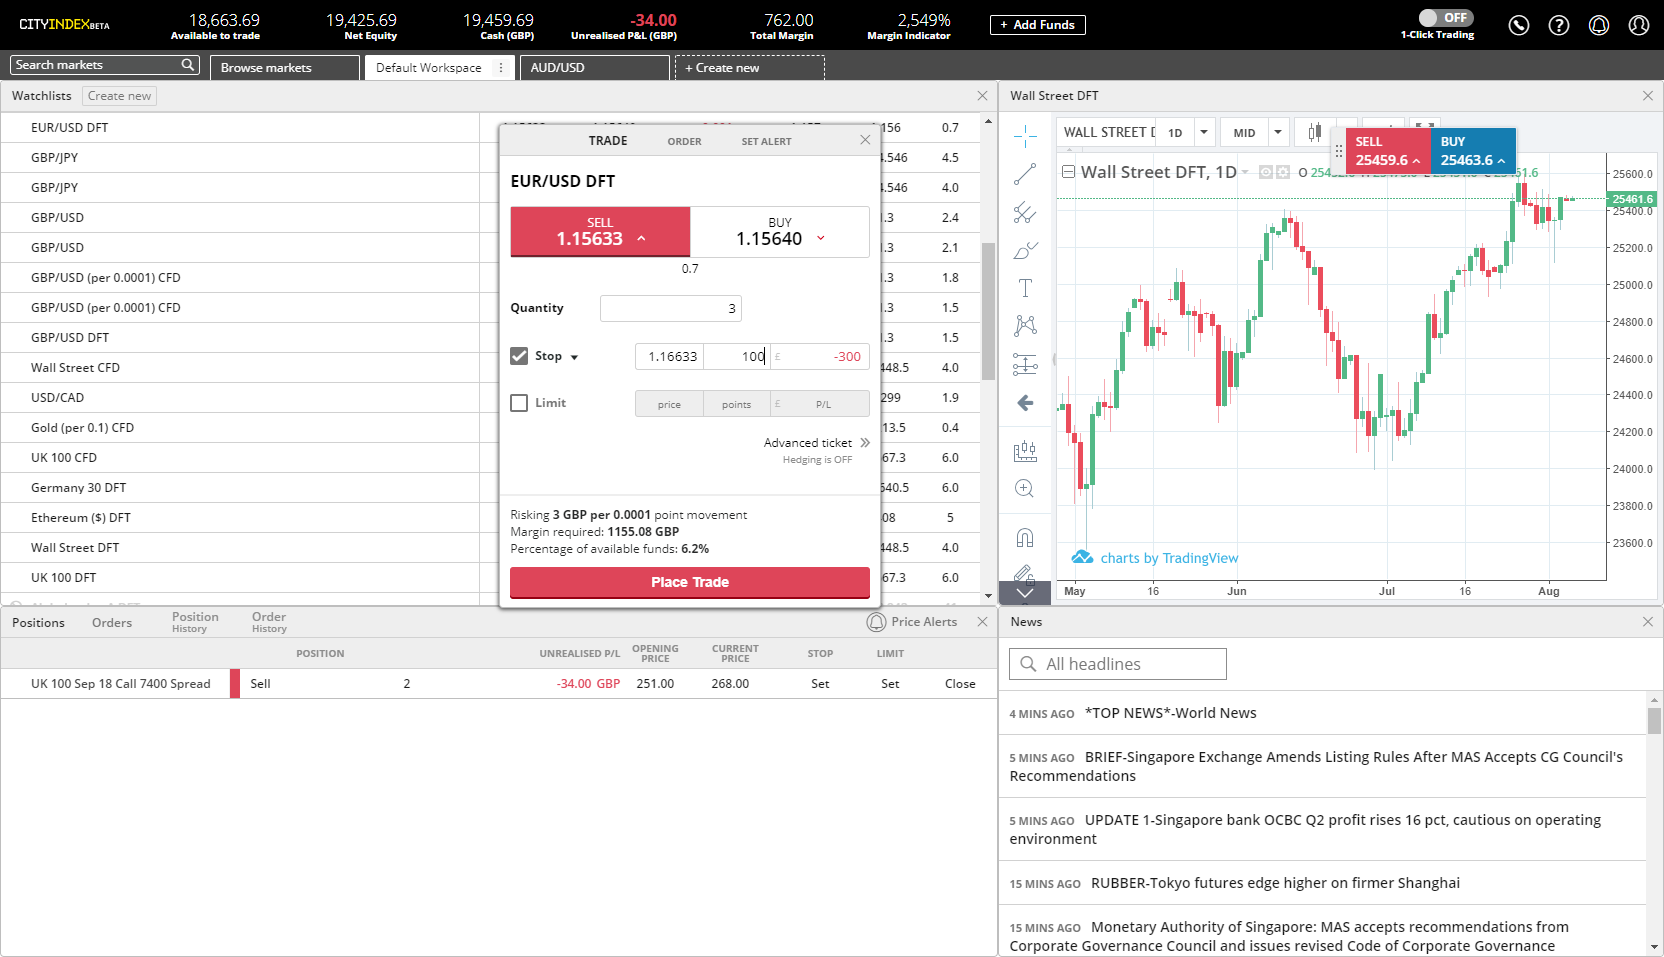 CITYINDEXBETA
18,663.69
Available to trade
19,425.69
Net Equity
19,459.69
Cash (GBP)
-34.00
Unrealised P&L (GBP)
762.00
Total Margin
2,549%
Margin Indicator
+ Add Funds
OFF
1-Click Trading
Search markets
Browse markets
Default Workspace
AUD/USD
+ Create new
Watchlists Create new
EUR/USD DFT .156 0.7
GBP/JPY 4.546 4.5
GBP/JPY 4.546 4.0
GBP/USD 1.3 2.4
GBP/USD 1.3 2.1
GBP/USD (per 0.0001) CFD 1.3 1.8
GBP/USD (per 0.0001) CFD 1.3 1.5
GBP/USD DFT 1.3 1.5
Wall Street CFD 448.5 4.0
USD/CAD 299 1.9
Gold (per 0.1) CFD 13.5 0.4
UK 100 CFD 67.3 6.0
Germany 30 DFT 640.5 6.0
Ethereum ($) DFT 08 5
Wall Street DFT 448.5 4.0
UK 100 DFT 67.3 6.0
TRADE ORDER SET ALERT
EUR/USD DFT
SELL
1.15633
BUY
1.15640
0.7
Quantity 3
Stop 1.16633 100 £ -300
Limit price points £ P/L
Advanced ticket »
Hedging is OFF
Risking 3 GBP per 0.0001 point movement
Margin required: 1155.08 GBP
Percentage of available funds: 6.2%
Place Trade
Wall Street DFT
WALL STREET D 1D MID
SELL
25459.6
BUY
25463.6
Wall Street DFT, 1D
25600.0
25461.6
25400.0
25200.0
25000.0
24800.0
24600.0
24400.0
24200.0
24000.0
23800.0
23600.0
charts by TradingView
May 16 Jun Jul 16 Aug
Positions Orders Position History Order History Price Alerts
POSITION UNREALISED P/L OPENING PRICE CURRENT PRICE STOP LIMIT
UK 100 Sep 18 Call 7400 Spread Sell 2 -34.00 GBP 251.00 268.00 Set Set Close
News
All headlines
4 MINS AGO *TOP NEWS*-World News
5 MINS AGO BRIEF-Singapore Exchange Amends Listing Rules After MAS Accepts CG Council's
Recommendations
5 MINS AGO UPDATE 1-Singapore bank OCBC Q2 profit rises 16 pct, cautious on operating
environment
15 MINS AGO RUBBER-Tokyo futures edge higher on firmer Shanghai
15 MINS AGO Monetary Authority of Singapore: MAS accepts recommendations from
Corporate Governance Council and issues revised Code of Corporate Governance